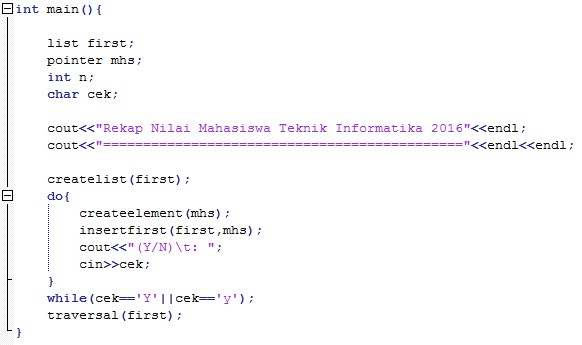 int main(){
list first;
pointer mhs;
int n;
char cek;
cout<<"Rekap Nilai Mahasiswa Teknik Informatika 2016"<<endl;
cout<<"============================================="<<endl<<endl;
createlist(first);
do{
createelement(mhs);
insertfirst(first,mhs);
cout<<"(Y/N)\t: ";
cin>>cek;
}
while(cek=='Y'||cek=='y');
traversal(first);
}